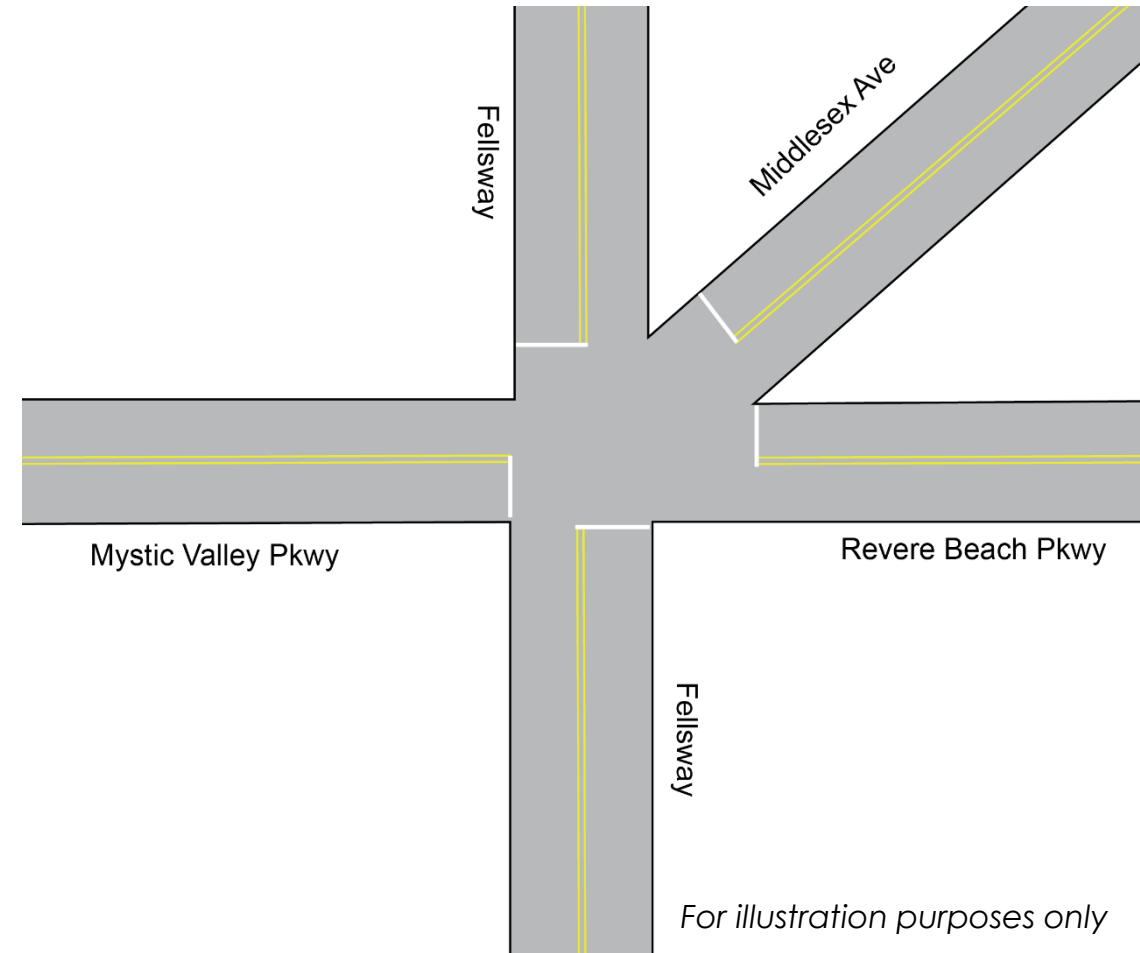 Fellsway
Middlesex Ave
Mystic Valley Pkwy
Revere Beach Pkwy
Fellsway
For illustration purposes only